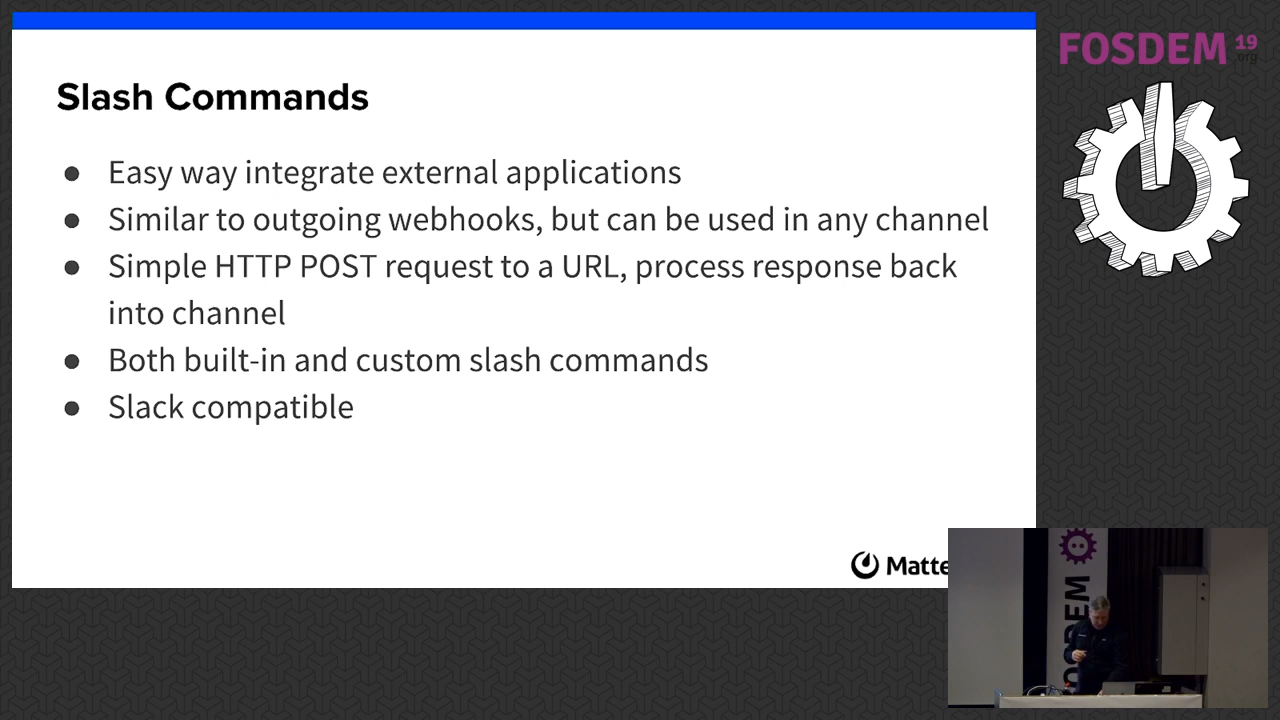 Slash Commands
● Easy way integrate external applications
● Similar to outgoing webhooks, but can be used in any channel
● Simple HTTP POST request to a URL, process response back
into channel
● Both built-in and custom slash commands
● Slack compatible
Matte
FOSDEM 19
.org